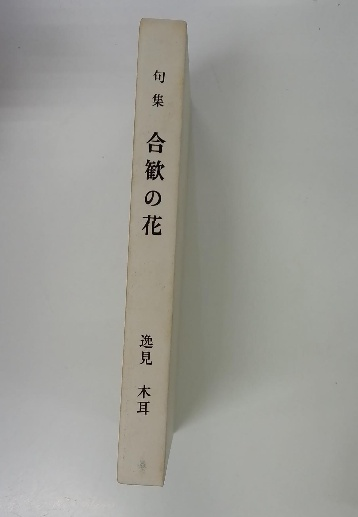 句集 合歓の花 逸見 木耳